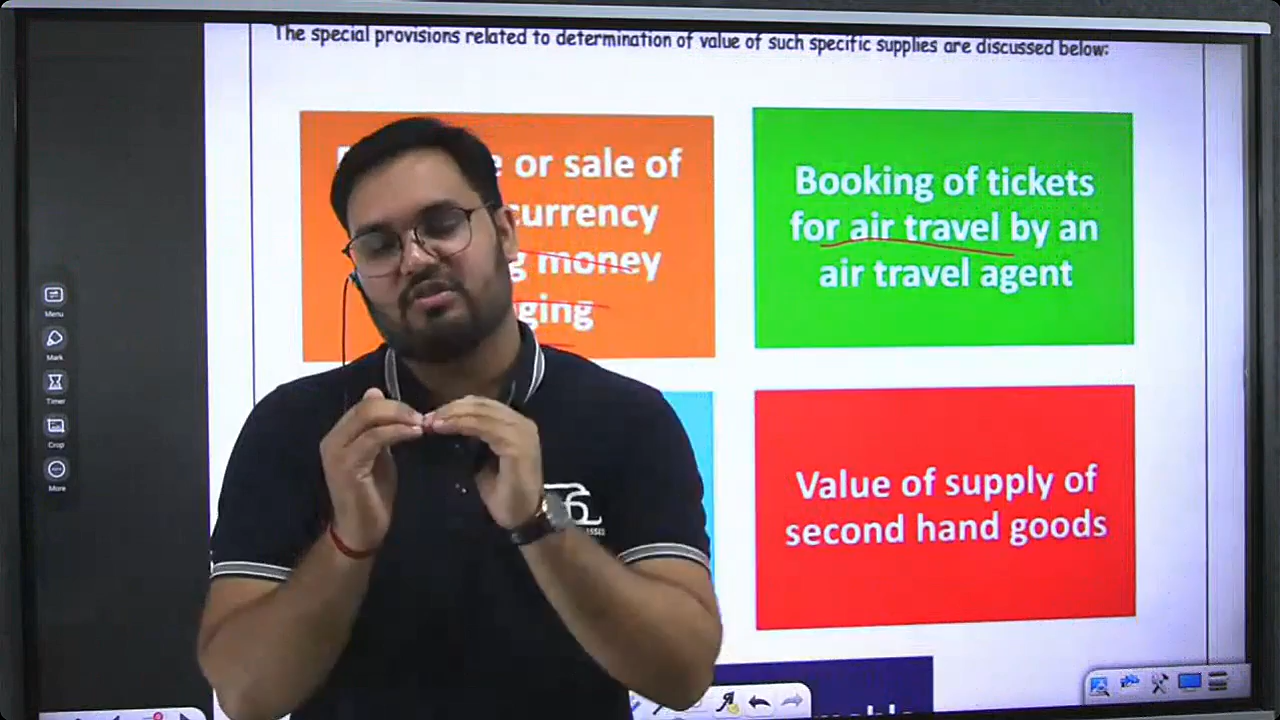 The special provisions related to determination of value of such specific supplies are discussed below:
or sale of
currency
money
Booking of tickets
for air travel by an
air travel agent
Value of supply of
second hand goods
Menu
Mark
Timer
Crop
More